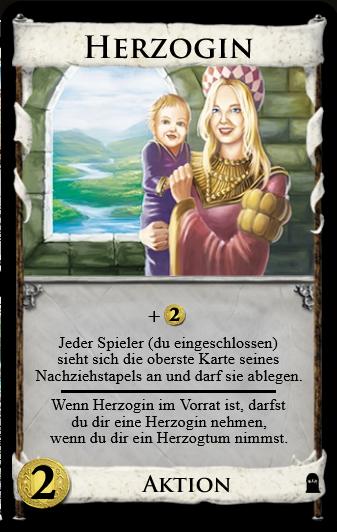 HERZOGIN
+ 2
Jeder Spieler (du eingeschlossen)
sieht sich die oberste Karte seines
Nachziehstapels an und darf sie ablegen.
Wenn Herzogin im Vorrat ist, darfst
du dir eine Herzogin nehmen,
wenn du dir ein Herzogtum nimmst.
2 AKTION